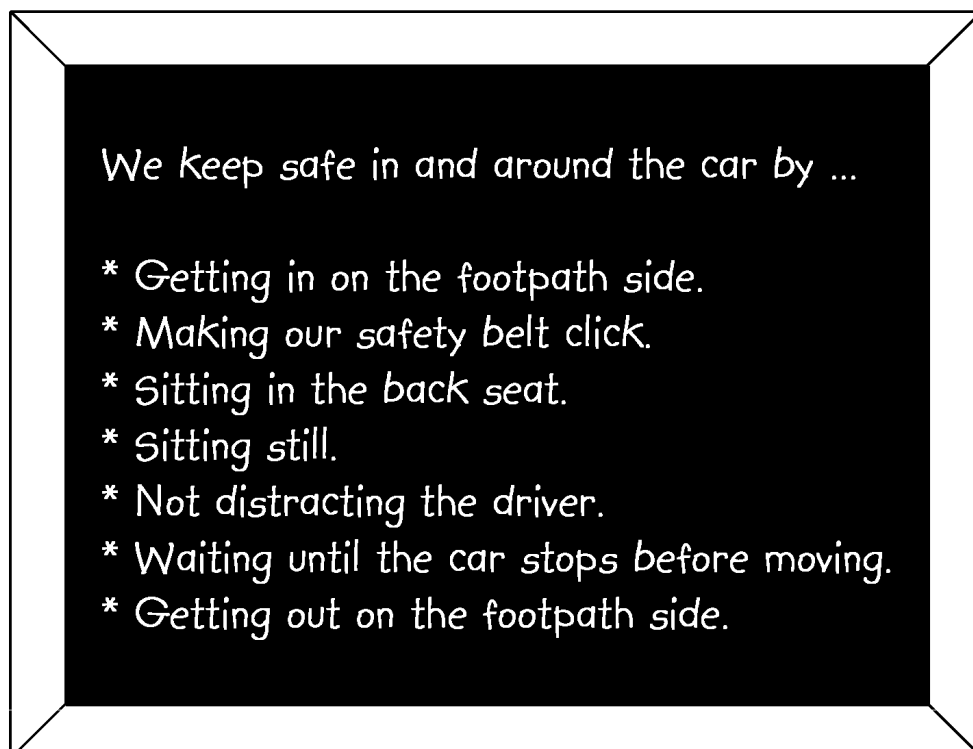 We keep safe in and around the car by ...
* Getting in on the footpath side.
* Making our safety belt click.
* Sitting in the back seat.
* Sitting still.
* Not distracting the driver.
* Waiting until the car stops before moving.
* Getting out on the footpath side.